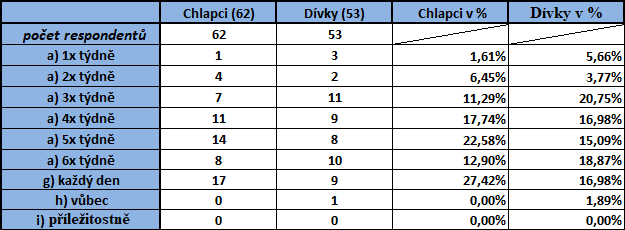 Chlapci (62) Dívky (53) Chlapci v % Dívky v %
počet respondentů 62 53
a) 1x týdně 1 3 1,61% 5,66%
a) 2x týdně 4 2 6,45% 3,77%
a) 3x týdně 7 11 11,29% 20,75%
a) 4x týdně 11 9 17,74% 16,98%
a) 5x týdně 14 8 22,58% 15,09%
a) 6x týdně 8 10 12,90% 18,87%
g) každý den 17 9 27,42% 16,98%
h) vůbec 0 1 0,00% 1,89%
i) příležitostně 0 0 0,00% 0,00%